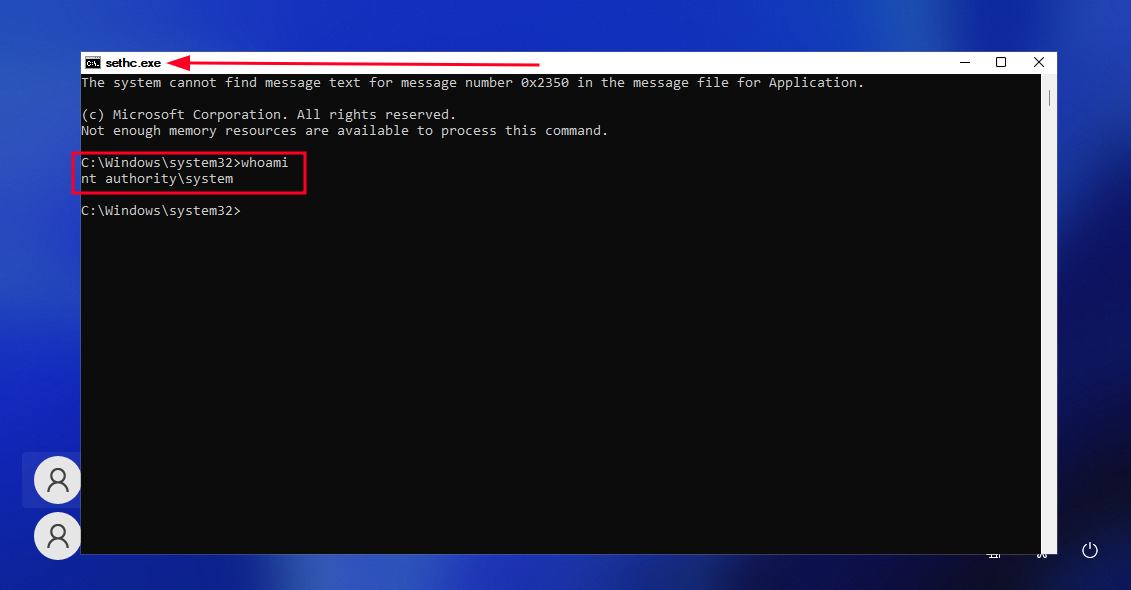 sethc.exe
The system cannot find message text for message number 0x2350 in the message file for Application.
(c) Microsoft Corporation. All rights reserved.
Not enough memory resources are available to process this command.
C:\Windows\system32>whoami
nt authority\system
C:\Windows\system32>